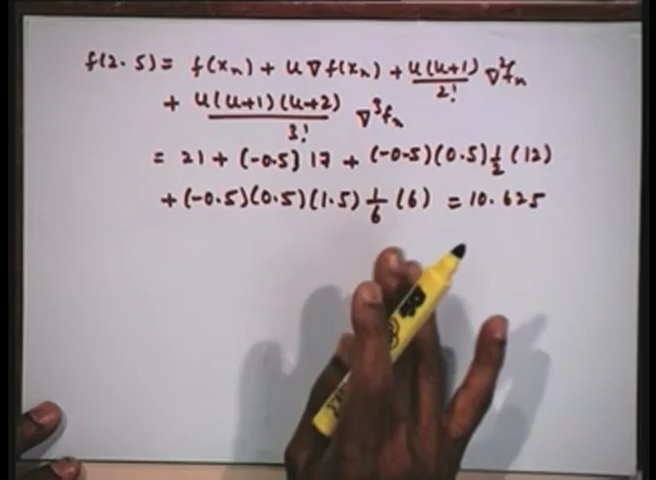 f(2.5) = f(xₙ) + u ∇ f(xₙ) + u(u+1)/2! ∇²fₙ
+ u(u+1)(u+2)/3! ∇³fₙ
= 21 + (-0.5) 17 + (-0.5)(0.5) 1/2 (12)
+ (-0.5)(0.5)(1.5) 1/6 (6) = 10.625